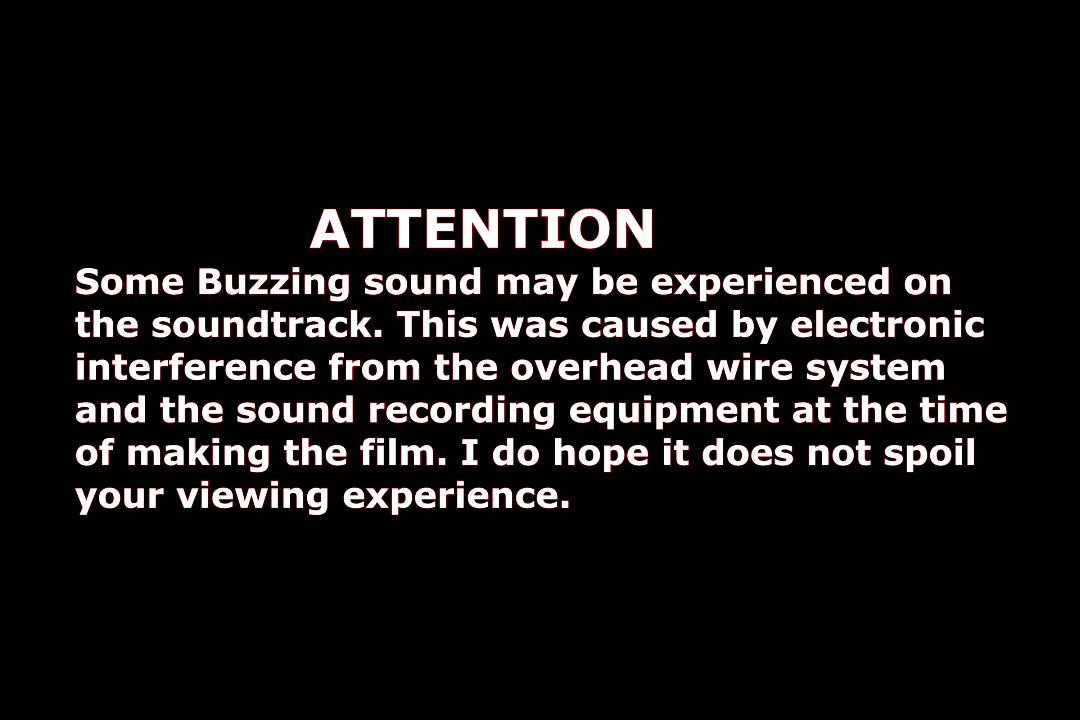 ATTENTION
Some Buzzing sound may be experienced on
the soundtrack. This was caused by electronic
interference from the overhead wire system
and the sound recording equipment at the time
of making the film. I do hope it does not spoil
your viewing experience.